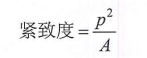 紧致度 = p² / A